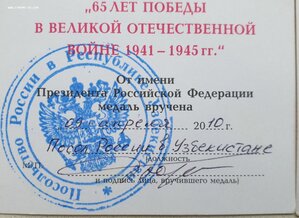 „65 ЛЕТ ПОБЕДЫ
В ВЕЛИКОЙ ОТЕЧЕСТВЕННОЙ
ВОЙНЕ 1941–1945 гг.“
От имени
Президента Российской Федерации
медаль вручена
09 апреля 2010 г.
Посол России в Узбекистане
(должность
и подпись лица, вручившего медаль)
М.П.
Посольство России в Республике